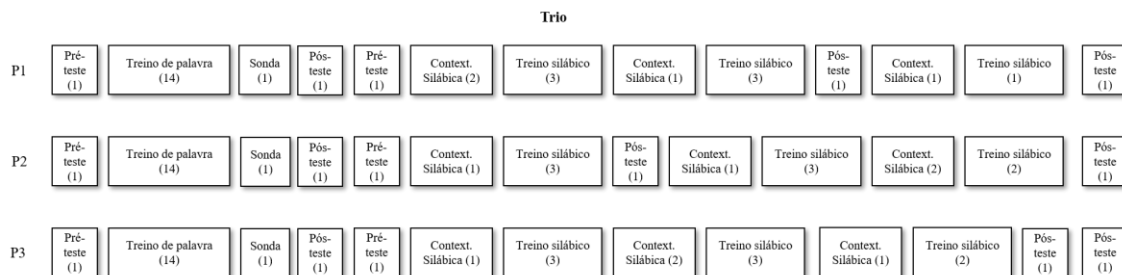 Trio
P1
Pré-
teste
(1)
Treino de palavra
(14)
Sonda
(1)
Pós-
teste
(1)
Pré-
teste
(1)
Context.
Silábica (2)
Treino silábico
(3)
Context.
Silábica (1)
Treino silábico
(3)
Pós-
teste
(1)
Context.
Silábica (1)
Treino silábico
(1)
Pós-
teste
(1)
P2
Pré-
teste
(1)
Treino de palavra
(14)
Sonda
(1)
Pós-
teste
(1)
Pré-
teste
(1)
Context.
Silábica (1)
Treino silábico
(3)
Pós-
teste
(1)
Context.
Silábica (1)
Treino silábico
(3)
Context.
Silábica (2)
Treino silábico
(2)
Pós-
teste
(1)
P3
Pré-
teste
(1)
Treino de palavra
(14)
Sonda
(1)
Pós-
teste
(1)
Pré-
teste
(1)
Context.
Silábica (1)
Treino silábico
(3)
Context.
Silábica (2)
Treino silábico
(3)
Context.
Silábica (1)
Treino silábico
(2)
Pós-
teste
(1)
Pós-
teste
(1)